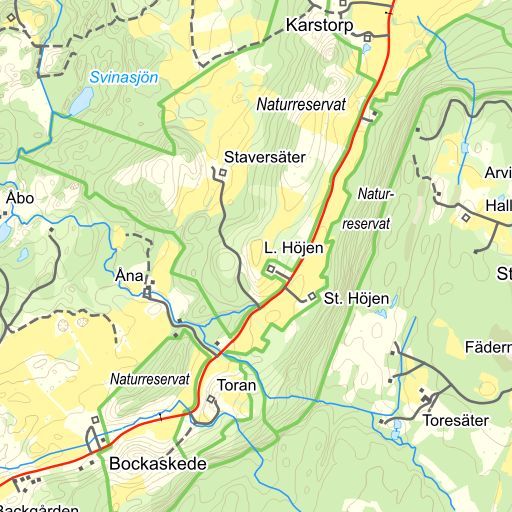 Karstorp
Svinasjön
Naturreservat
Staversäter
Arvi
Natur-
reservat
Åbo
Hall
L. Höjen
Åna
St
St. Höjen
Fädern
Naturreservat
Toran
Toresäter
Bockaskede
Backgården